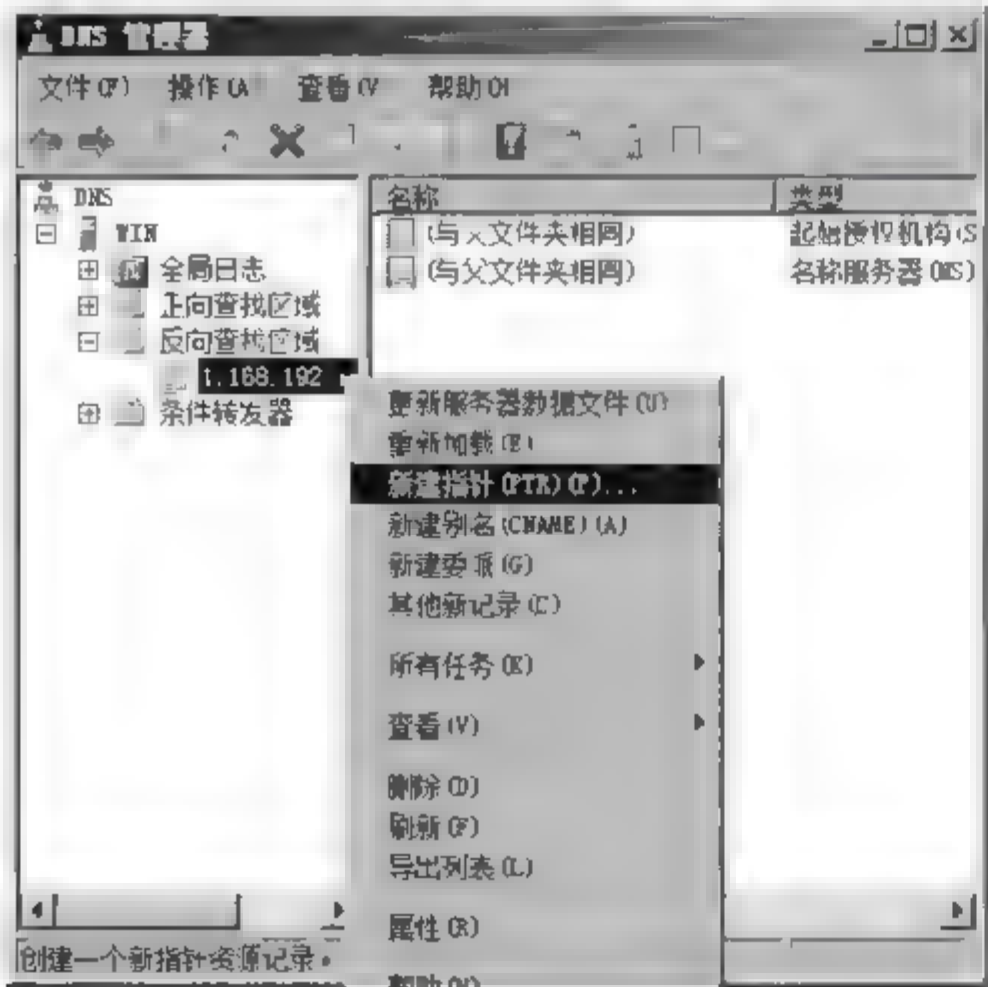 DNS 管理器
文件(F) 操作(A 查看(V 帮助(H
DNS
WIN
全局日志
正向查找区域
反向查找区域
1.168.192
条件转发器
名称 类型
(与父文件夹相同) 起始授权机构(S
(与父文件夹相同) 名称服务器(NS)
更新服务器数据文件(U)
重新加载(E)
新建指针(PTR)(P)...
新建别名(CNAME)(A)
新建委派(G)
其他新记录(C)
所有任务(K)
查看(V)
删除(D)
刷新(F)
导出列表(L)
属性(R)
帮助(H)
创建一个新指针资源记录。